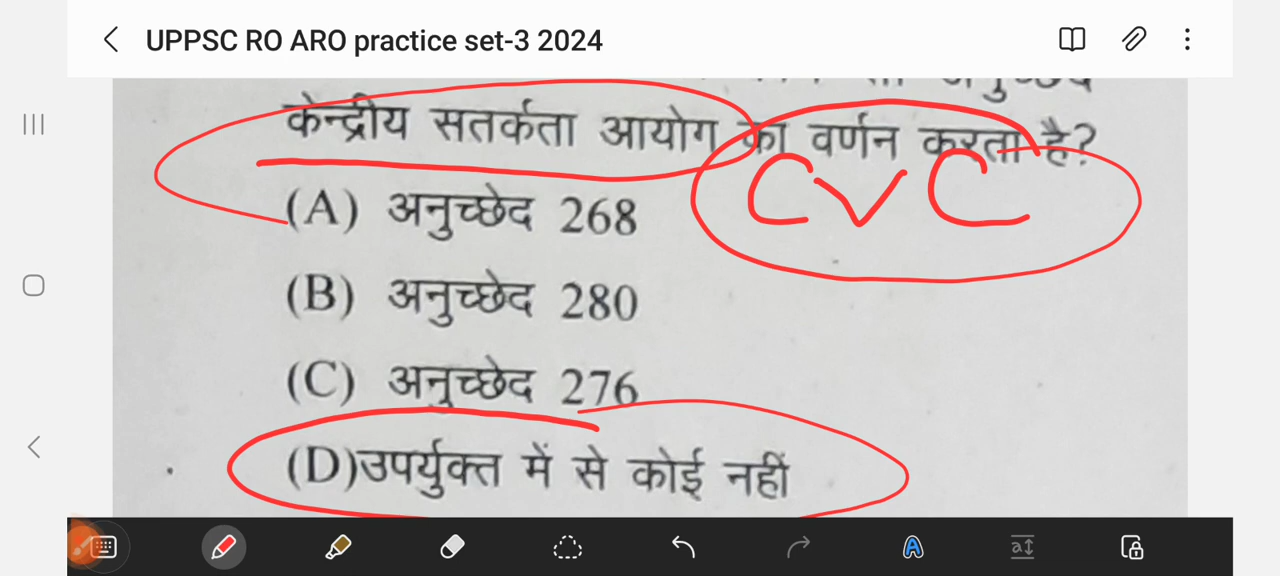 UPPSC RO ARO practice set-3 2024
केन्द्रीय सतर्कता आयोग का वर्णन करता है?
CVC
(A) अनुच्छेद 268
(B) अनुच्छेद 280
(C) अनुच्छेद 276
(D)उपर्युक्त में से कोई नहीं